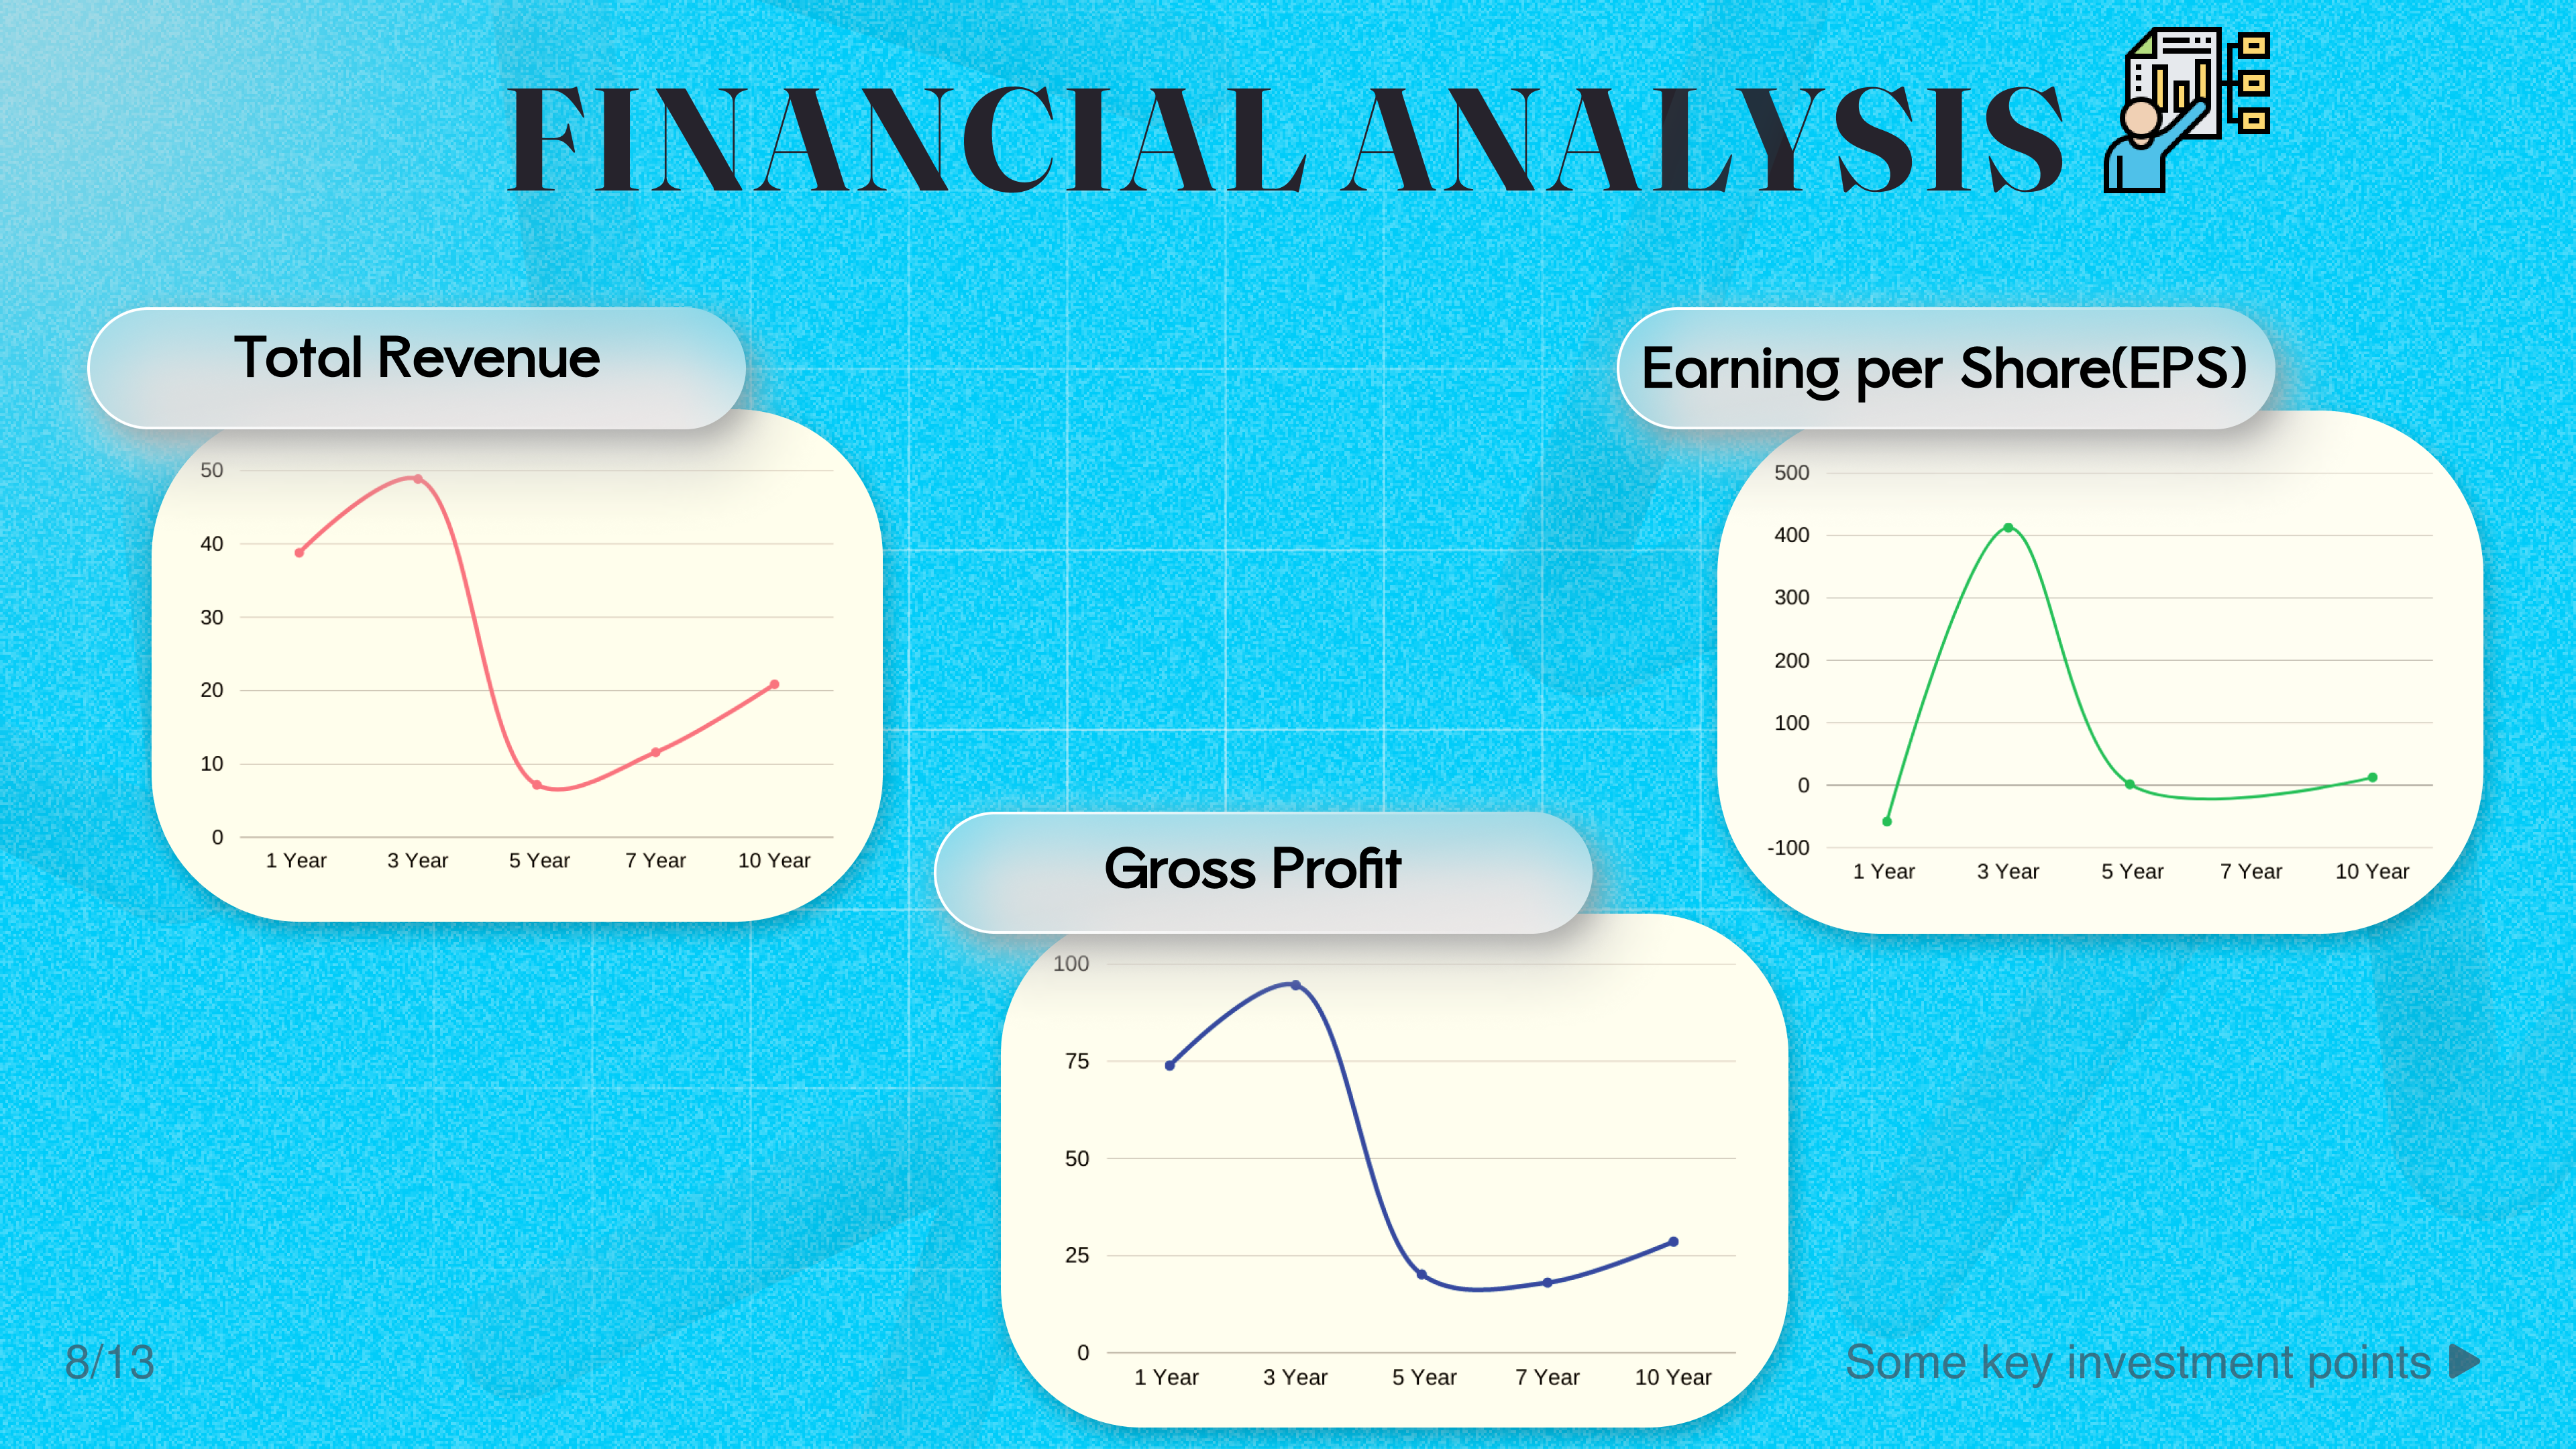 FINANCIAL ANALYSIS
Total Revenue
50
40
30
20
10
0
1 Year 3 Year 5 Year 7 Year 10 Year
Earning per Share(EPS)
500
400
300
200
100
0
-100
1 Year 3 Year 5 Year 7 Year 10 Year
Gross Profit
100
75
50
25
0
1 Year 3 Year 5 Year 7 Year 10 Year
8/13
Some key investment points